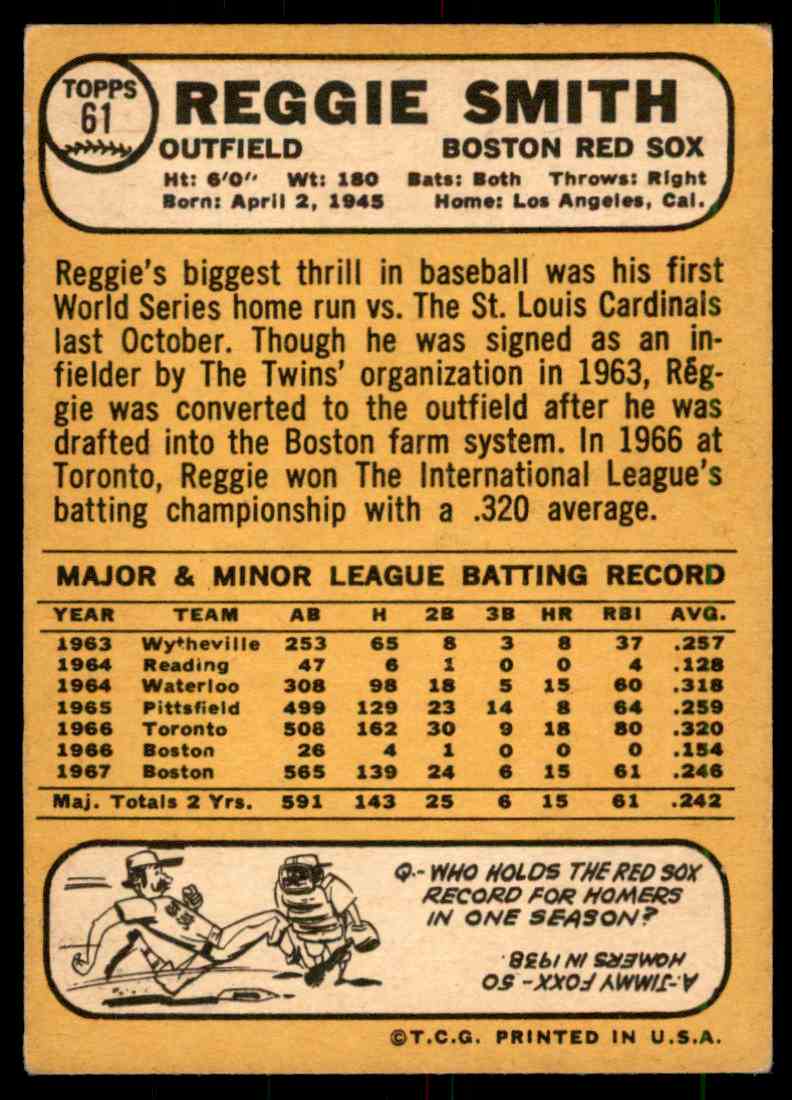 TOPPS
61
REGGIE SMITH
OUTFIELD BOSTON RED SOX
Ht: 6'0" Wt: 180 Bats: Both Throws: Right
Born: April 2, 1945 Home: Los Angeles, Cal.
Reggie's biggest thrill in baseball was his first
World Series home run vs. The St. Louis Cardinals
last October. Though he was signed as an in-
fielder by The Twins' organization in 1963, Reg-
gie was converted to the outfield after he was
drafted into the Boston farm system. In 1966 at
Toronto, Reggie won The International League's
batting championship with a .320 average.
MAJOR & MINOR LEAGUE BATTING RECORD
YEAR TEAM AB H 2B 3B HR RBI AVG.
1963 Wytheville 253 65 8 3 8 37 .257
1964 Reading 47 6 1 0 0 4 .128
1964 Waterloo 308 98 18 5 15 60 .318
1965 Pittsfield 499 129 23 14 8 64 .259
1966 Toronto 506 162 30 9 18 80 .320
1966 Boston 26 4 1 0 0 0 .154
1967 Boston 565 139 24 6 15 61 .246
Maj. Totals 2 Yrs. 591 143 25 6 15 61 .242
Q.- WHO HOLDS THE RED SOX
RECORD FOR HOMERS
IN ONE SEASON?
A-JIMMY FOXX - 50
HOMERS IN 1938.
©T.C.G. PRINTED IN U.S.A.